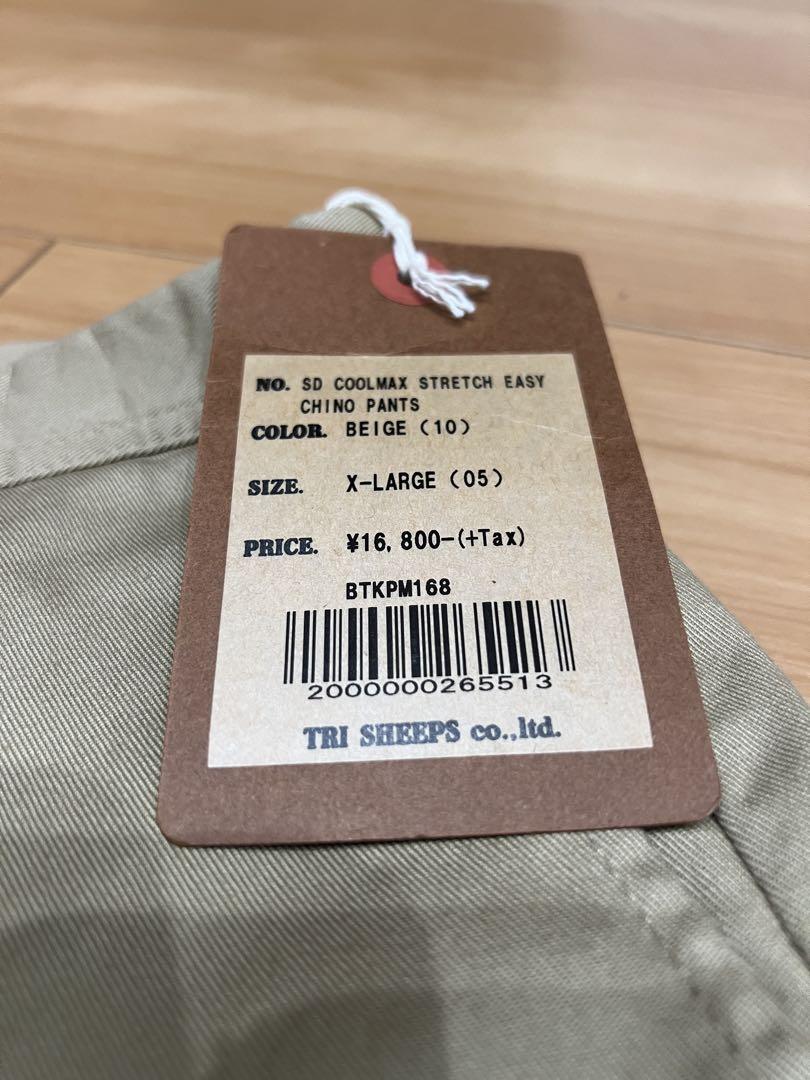 NO. SD COOLMAX STRETCH EASY
CHINO PANTS
COLOR. BEIGE (10)
SIZE. X-LARGE (05)
PRICE. ¥16,800-(+Tax)
BTKPM168
2000000265513
TRI SHEEPS co.,ltd.